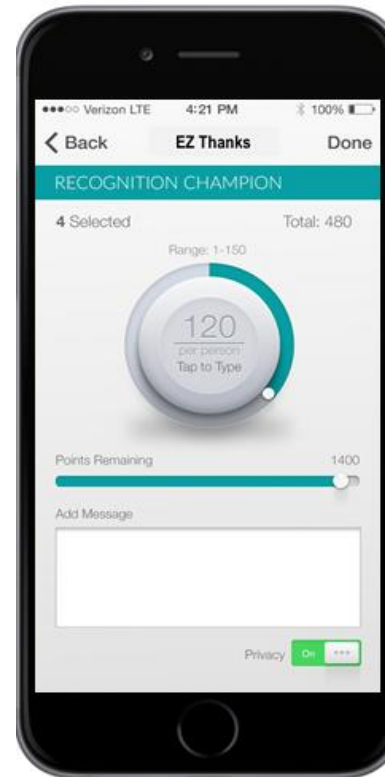 Verizon LTE 4:21 PM 100%
Back EZ Thanks Done
RECOGNITION CHAMPION
4 Selected Total: 480
Range: 1-150
120
per person
Tap to Type
Points Remaining 1400
Add Message
Privacy On